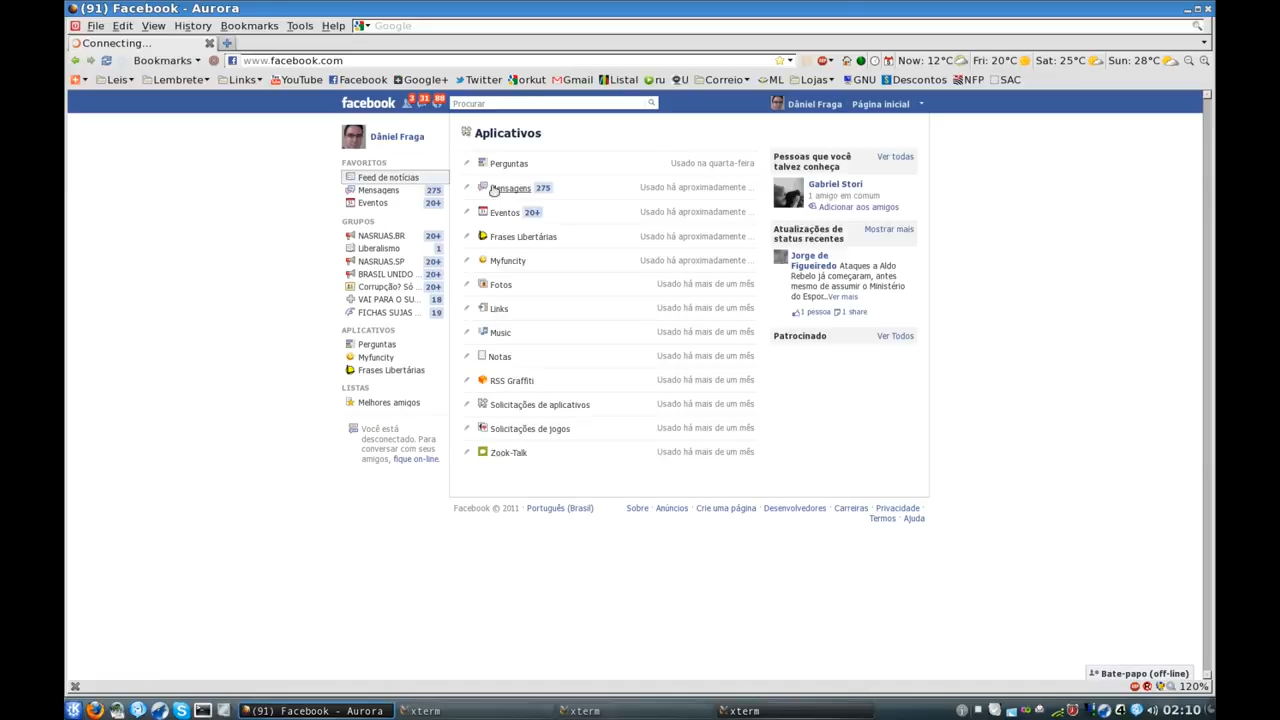 (91) Facebook - Aurora
File Edit View History Bookmarks Tools Help Google
Connecting...
Bookmarks www.facebook.com Now: 12°C Fri: 20°C Sat: 25°C Sun: 28°C
Leis Lembrete Links YouTube Facebook Google+ Twitter orkut Gmail Listal ru U Correio ML Lojas GNU Descontos NFP SAC
facebook 3 31 88 Procurar Dâniel Fraga Página inicial
Dâniel Fraga
FAVORITOS
Feed de notícias
Mensagens 275
Eventos 20+
GRUPOS
NASRUAS.BR 20+
Liberalismo 1
NASRUAS.SP 20+
BRASIL UNIDO ... 20+
Corrupção? Só ... 20+
VAI PARA O SU... 18
FICHAS SUJAS ... 19
APLICATIVOS
Perguntas
Myfuncity
Frases Libertárias
LISTAS
Melhores amigos
Você está
desconectado. Para
conversar com seus
amigos, fique on-line.
Aplicativos
Perguntas Usado na quarta-feira
Mensagens 275 Usado há aproximadamente ...
Eventos 20+ Usado há aproximadamente ...
Frases Libertárias Usado há aproximadamente ...
Myfuncity Usado há aproximadamente ...
Fotos Usado há mais de um mês
Links Usado há mais de um mês
Music Usado há mais de um mês
Notas Usado há mais de um mês
RSS Graffiti Usado há mais de um mês
Solicitações de aplicativos Usado há mais de um mês
Solicitações de jogos Usado há mais de um mês
Zook-Talk Usado há mais de um mês
Pessoas que você
talvez conheça Ver todas
Gabriel Stori
1 amigo em comum
Adicionar aos amigos
Atualizações de
status recentes Mostrar mais
Jorge de
Figueiredo Ataques a Aldo
Rebelo já começaram, antes
mesmo de assumir o Ministério
do Espor... Ver mais
1 pessoa 1 share
Patrocinado Ver Todos
Facebook © 2011 · Português (Brasil) Sobre · Anúncios · Crie uma página · Desenvolvedores · Carreiras · Privacidade ·
Termos · Ajuda
Bate-papo (off-line)
120%
(91) Facebook - Aurora xterm xterm xterm 02:10